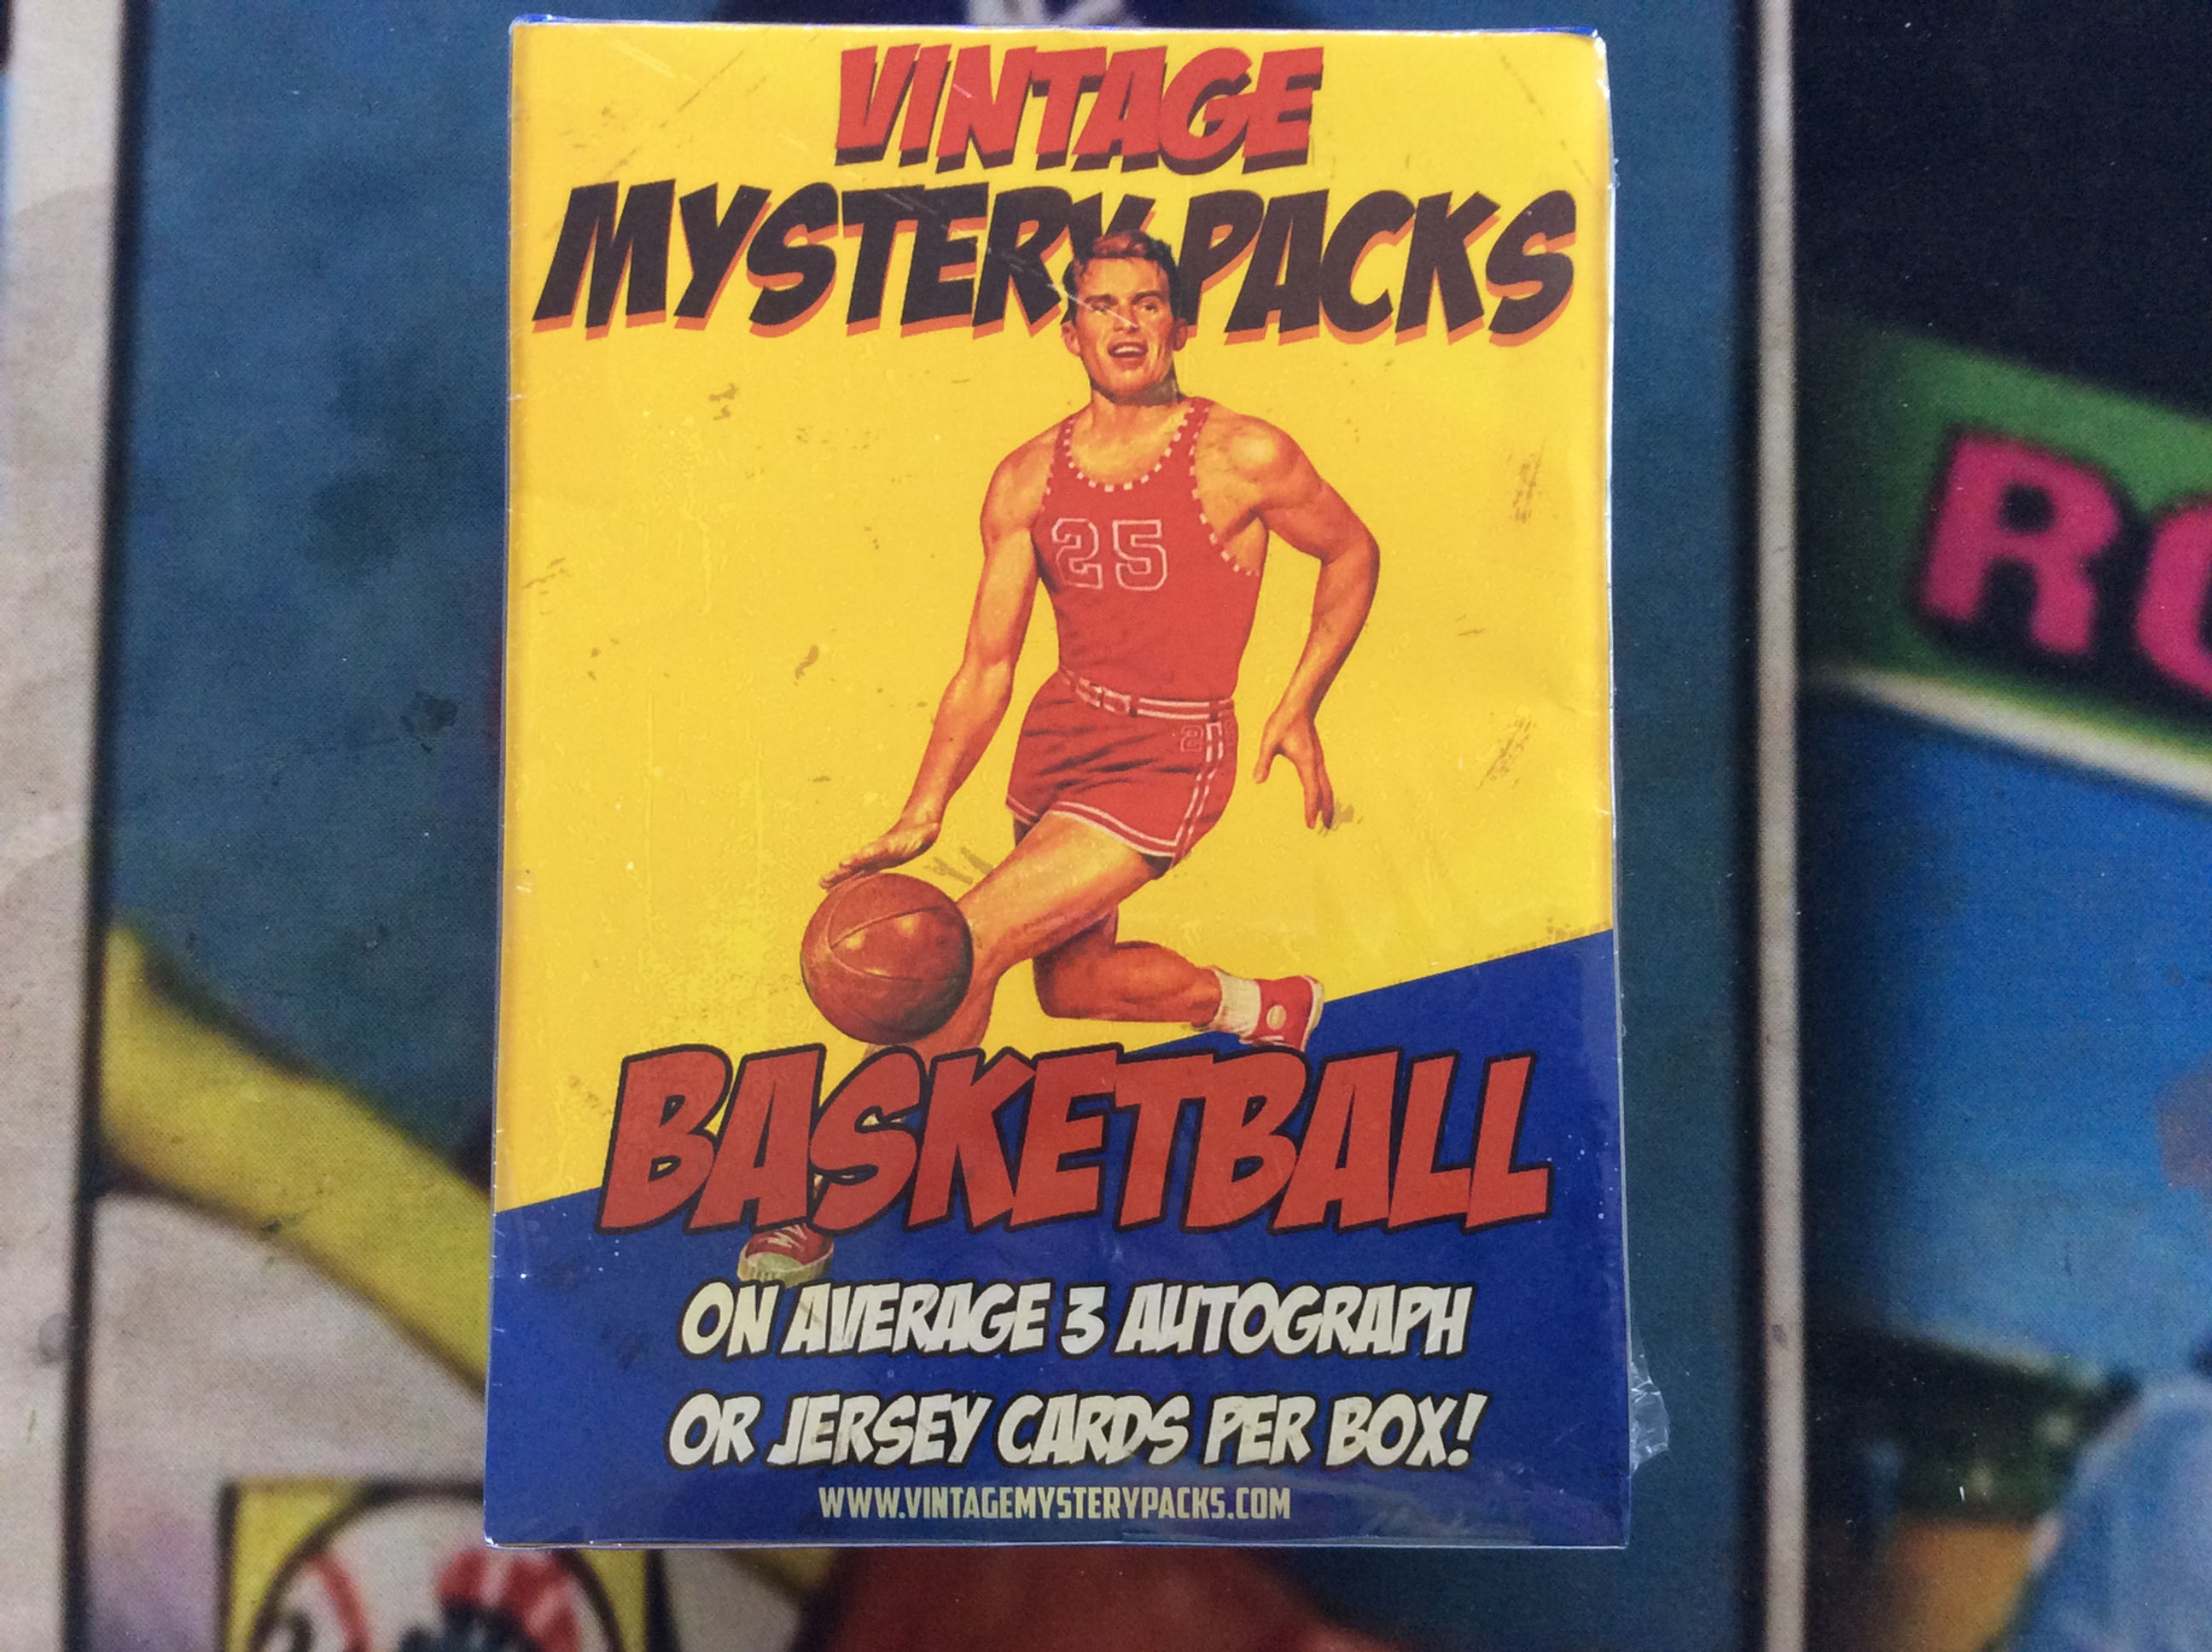 VINTAGE
MYSTERY PACKS
25
BASKETBALL
ON AVERAGE 3 AUTOGRAPH
OR JERSEY CARDS PER BOX!
WWW.VINTAGEMYSTERYPACKS.COM